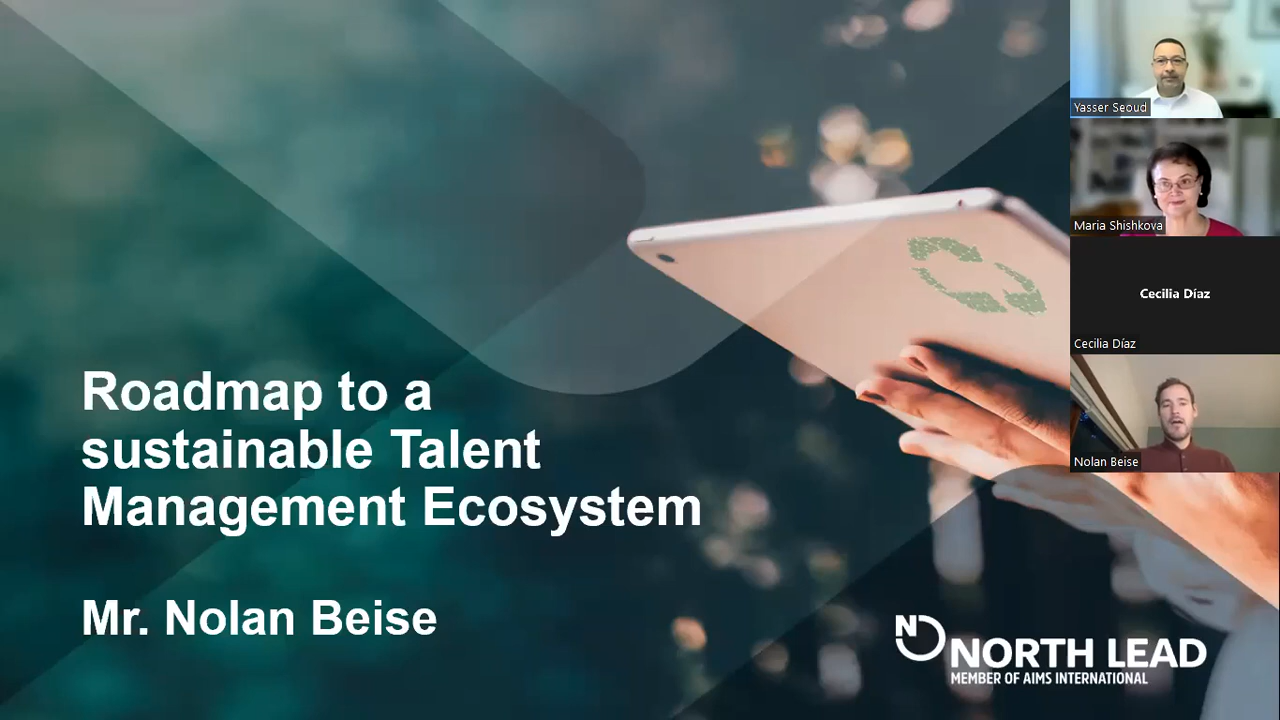 Roadmap to a
sustainable Talent
Management Ecosystem
Mr. Nolan Beise
NORTH LEAD
MEMBER OF AIMS INTERNATIONAL
Yasser Seoud
Maria Shishkova
Cecilia Díaz
Cecilia Díaz
Nolan Beise